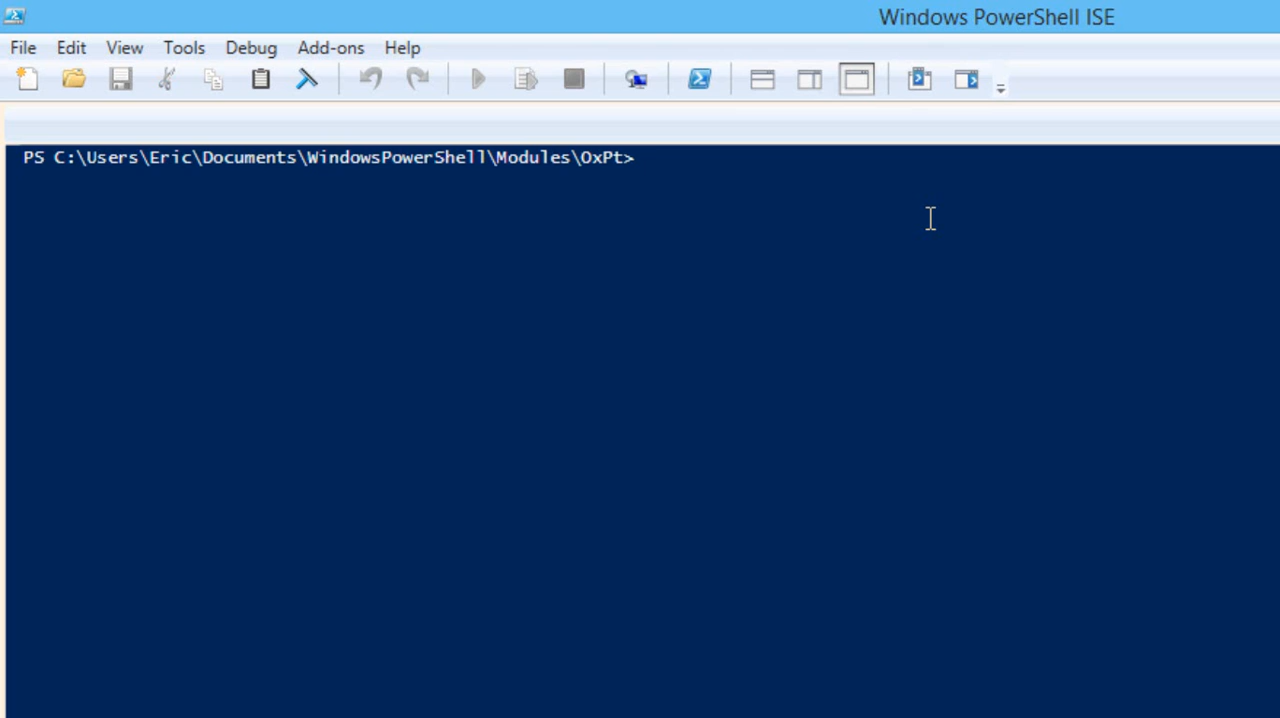 Windows PowerShell ISE
File Edit View Tools Debug Add-ons Help
PS C:\Users\Eric\Documents\WindowsPowerShell\Modules\OxPt>